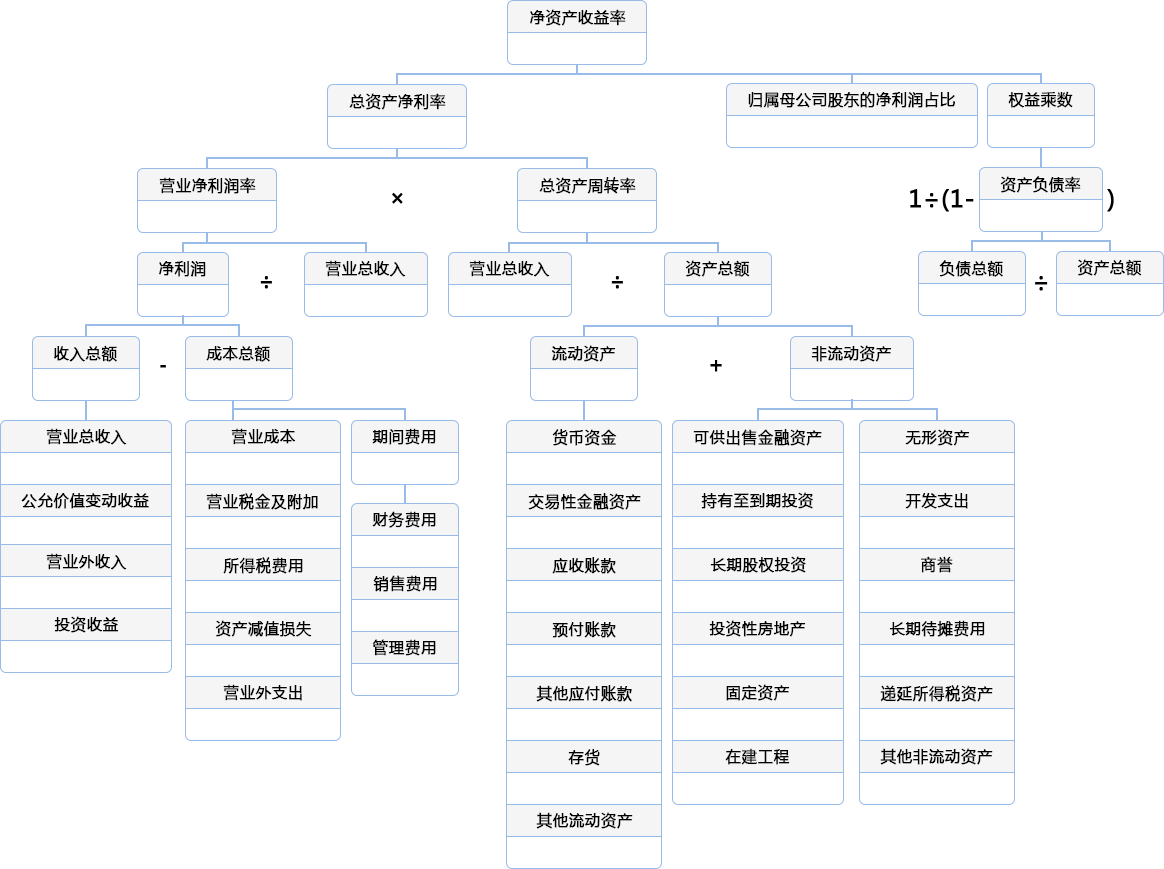 净资产收益率
总资产净利率
归属母公司股东的净利润占比
权益乘数
营业净利润率
×
总资产周转率
1÷(1-
资产负债率
)
净利润
÷
营业总收入
营业总收入
÷
资产总额
负债总额
÷
资产总额
收入总额
-
成本总额
流动资产
+
非流动资产
营业总收入
公允价值变动收益
营业外收入
投资收益
营业成本
营业税金及附加
所得税费用
资产减值损失
营业外支出
期间费用
财务费用
销售费用
管理费用
货币资金
交易性金融资产
应收账款
预付账款
其他应付账款
存货
其他流动资产
可供出售金融资产
持有至到期投资
长期股权投资
投资性房地产
固定资产
在建工程
无形资产
开发支出
商誉
长期待摊费用
递延所得税资产
其他非流动资产